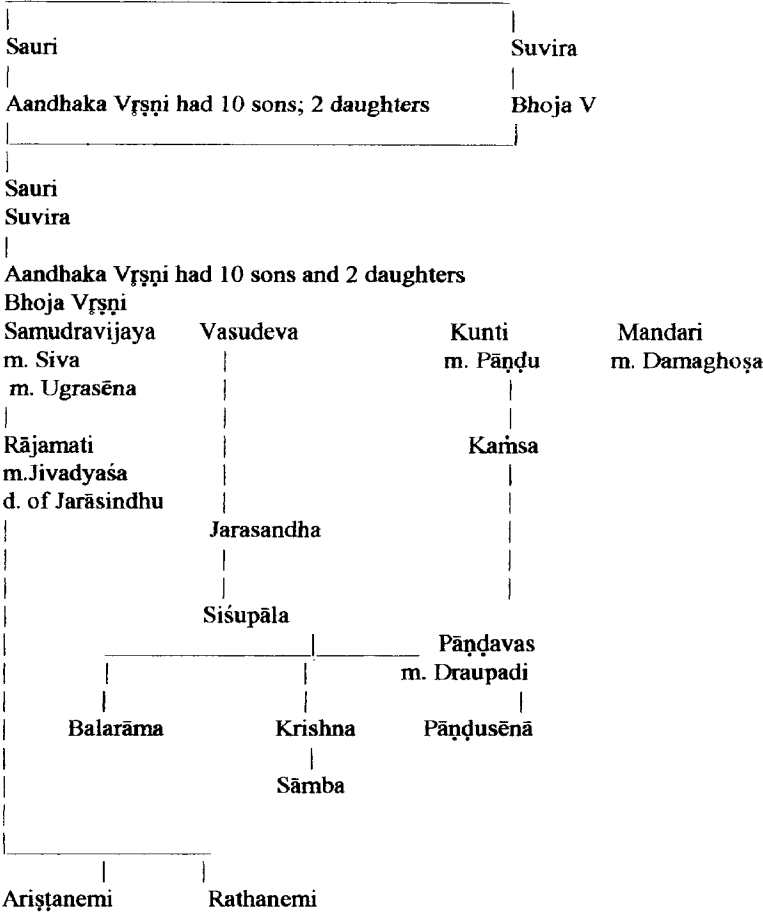 Sauri Suvira
Aandhaka Vṛṣṇi had 10 sons; 2 daughters Bhoja V
Sauri
Suvira
Aandhaka Vṛṣṇi had 10 sons and 2 daughters
Bhoja Vṛṣṇi
Samudravijaya Vasudeva Kunti Mandari
m. Siva m. Pāṇḍu m. Damaghoṣa
m. Ugrasēna
Rājamati Kaṁsa
m.Jivadyaśa
d. of Jarāsindhu
Jarasandha
Siśupāla
Pāṇḍavas
m. Draupadi
Balarāma Krishna Pāṇḍusēnā
Sāmba
Ariṣṭanemi Rathanemi